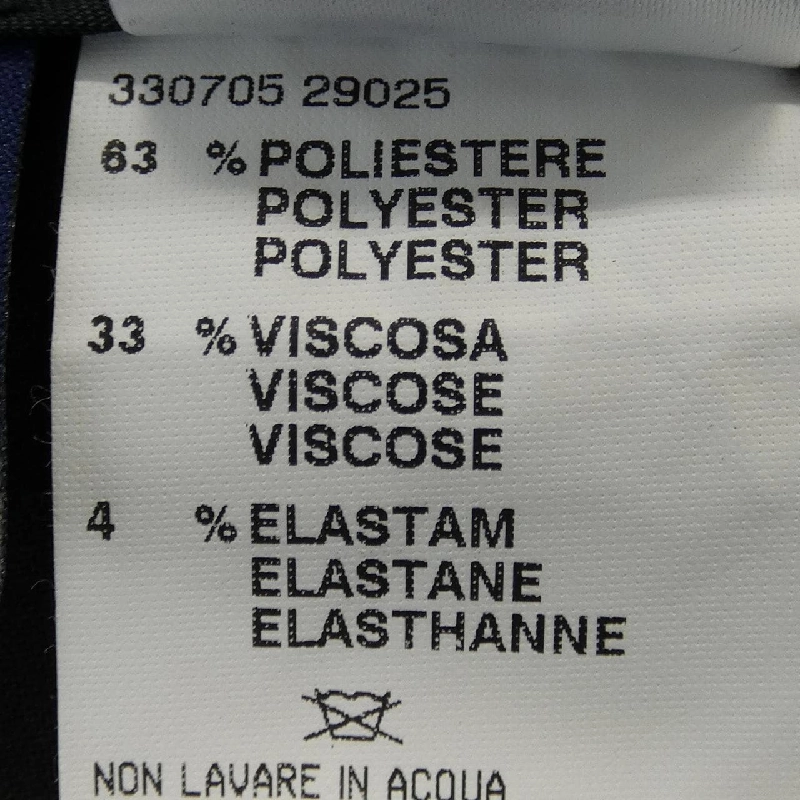 330705 29025
63 % POLIESTERE
POLYESTER
POLYESTER
33 % VISCOSA
VISCOSE
VISCOSE
4 % ELASTAM
ELASTANE
ELASTHANNE
NON LAVARE IN ACQUA